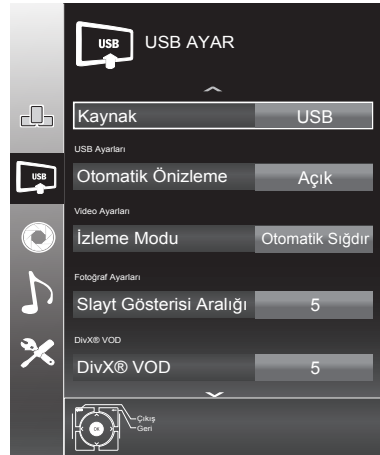 USB
USB AYAR
Kaynak USB
USB Ayarları
USB
Otomatik Önizleme Açık
Video Ayarları
İzleme Modu Otomatik Sığdır
Fotoğraf Ayarları
Slayt Gösterisi Aralığı 5
DivX® VOD
DivX® VOD 5
OK
Çıkış
Geri